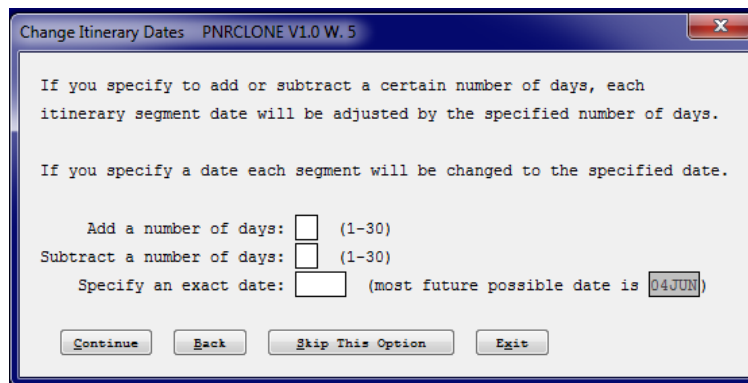 Change Itinerary Dates PNRCLONE V1.0 W. 5
If you specify to add or subtract a certain number of days, each
itinerary segment date will be adjusted by the specified number of days.
If you specify a date each segment will be changed to the specified date.
Add a number of days: (1-30)
Subtract a number of days: (1-30)
Specify an exact date: (most future possible date is 04JUN)
Continue Back Skip This Option Exit